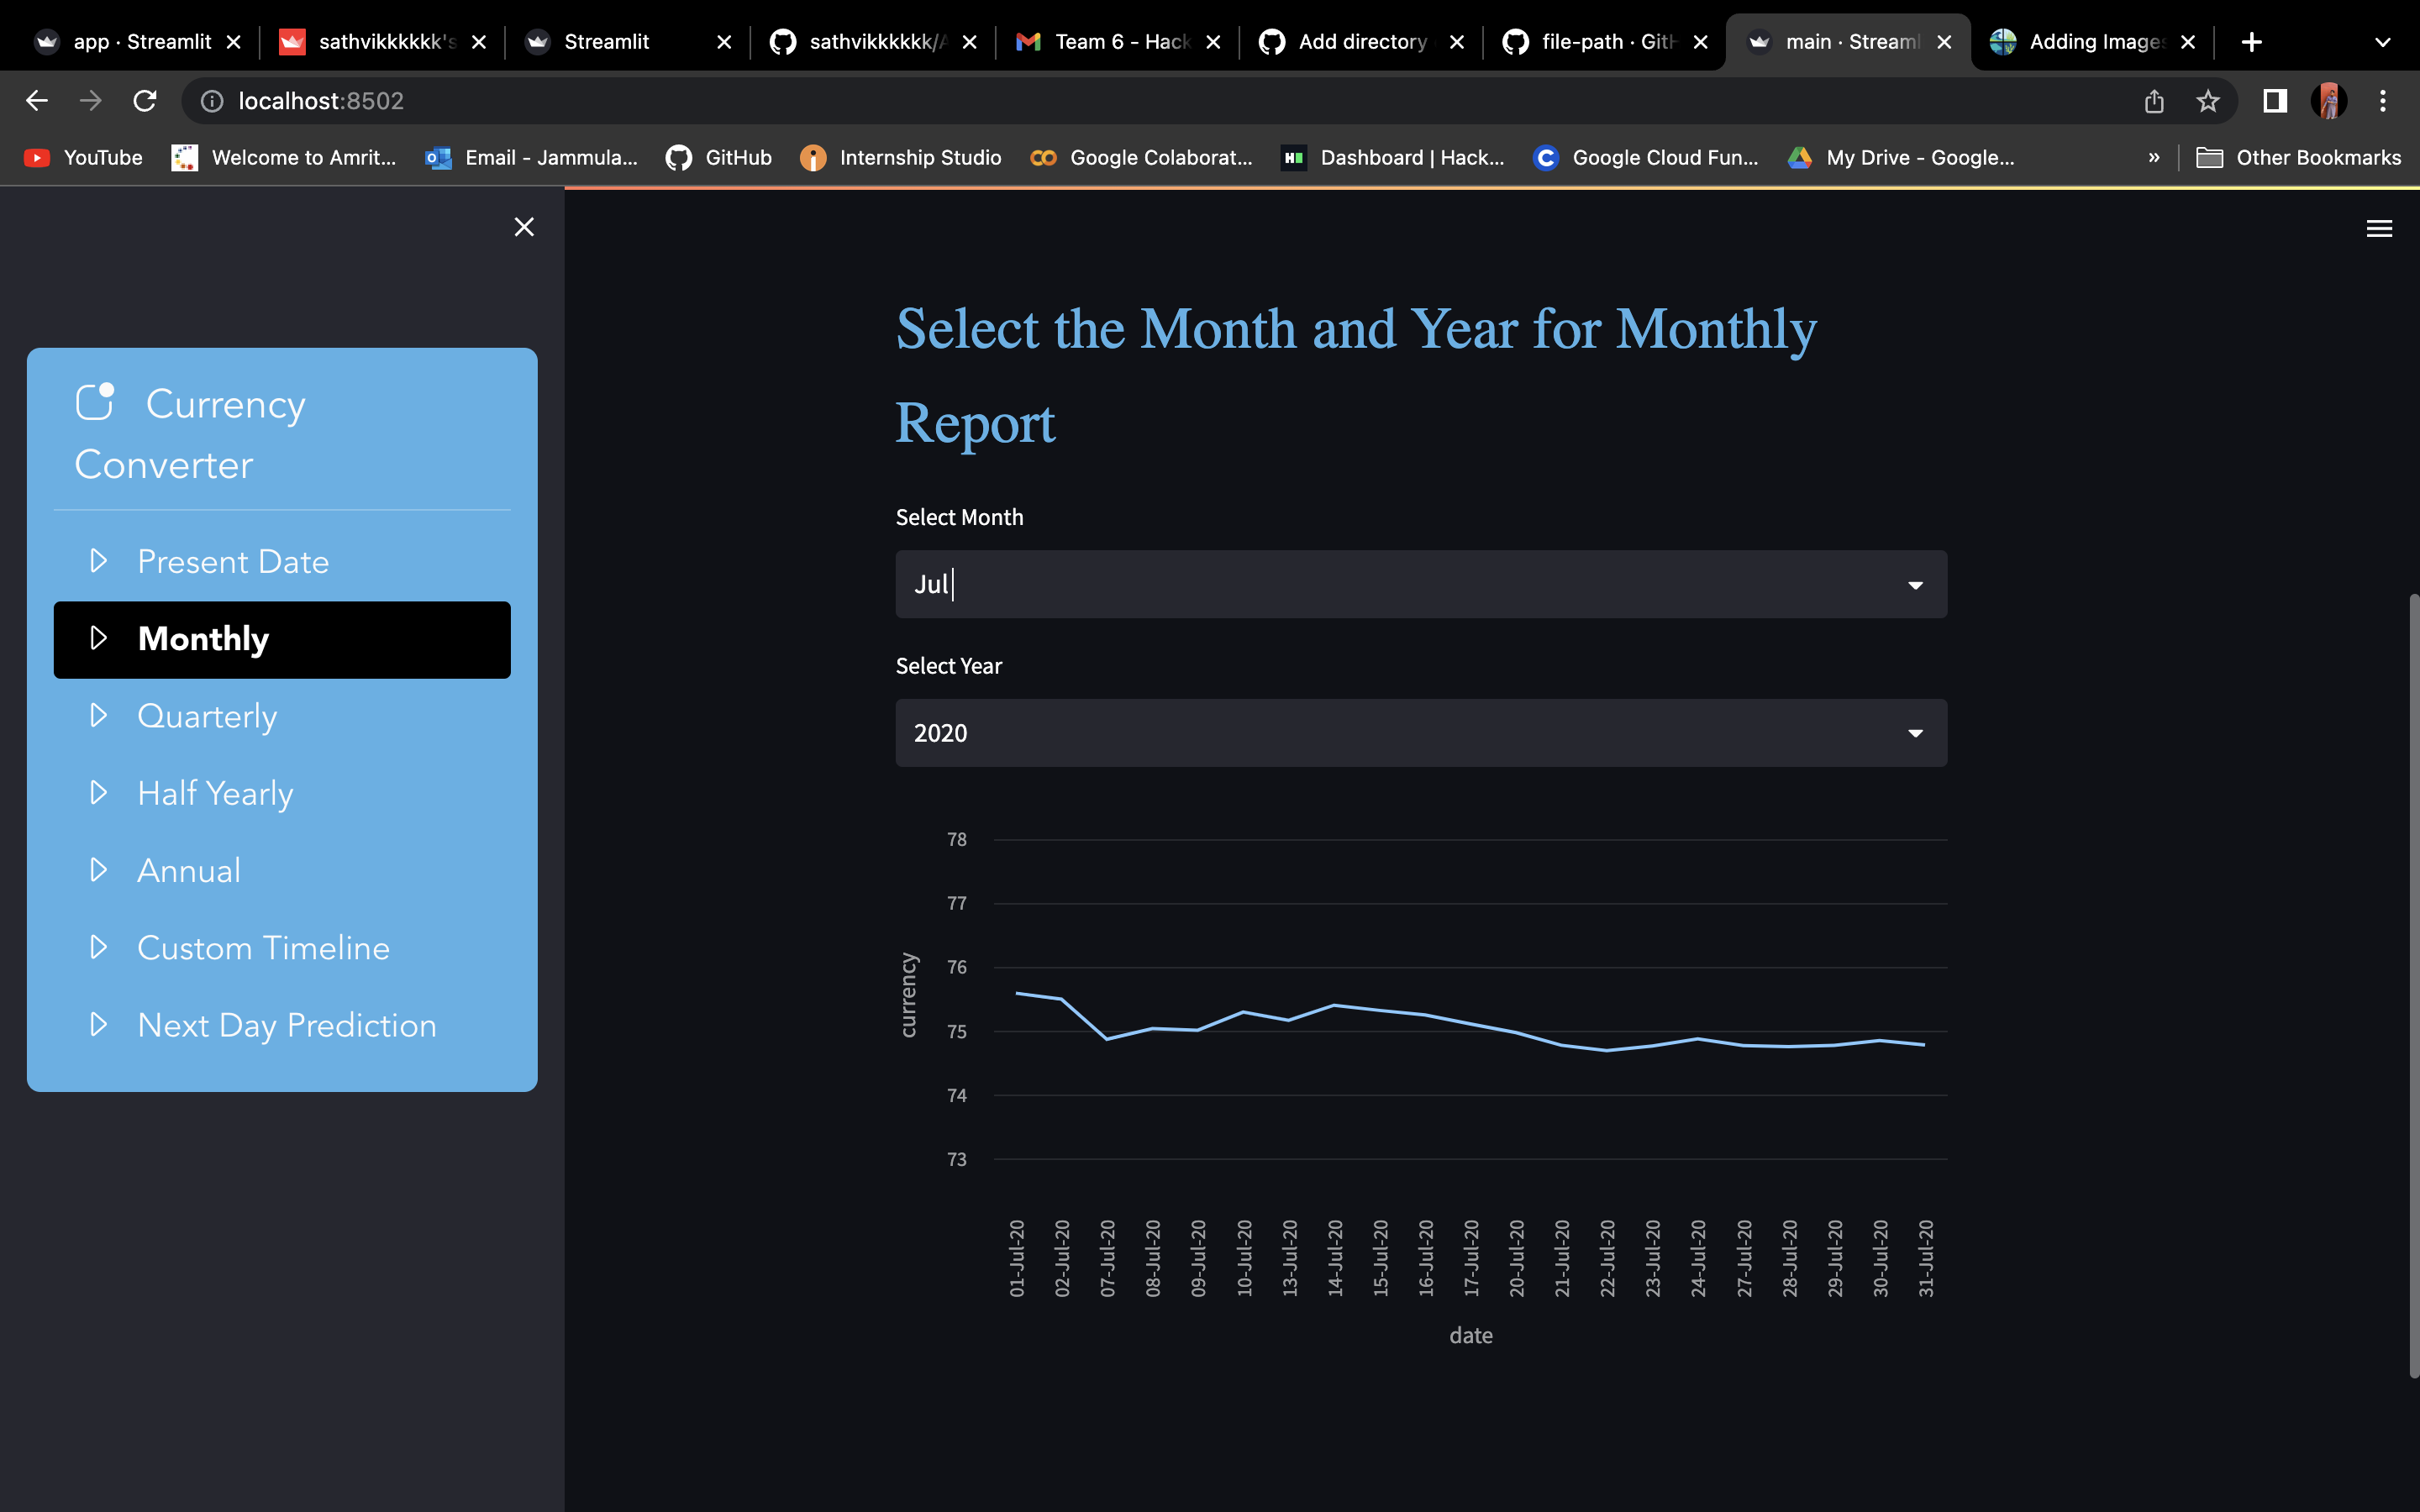 app · Streamlit
sathvikkkkkk's
Streamlit
sathvikkkkkk/A
Team 6 - Hack
Add directory
file-path · GitH
main · Streaml
Adding Images
localhost:8502
YouTube
Welcome to Amrit...
Email - Jammula...
GitHub
Internship Studio
Google Colaborat...
Dashboard | Hack...
Google Cloud Fun...
My Drive - Google...
»
Other Bookmarks
Currency
Converter
Present Date
Monthly
Quarterly
Half Yearly
Annual
Custom Timeline
Next Day Prediction
Select the Month and Year for Monthly
Report
Select Month
Jul
Select Year
2020
78
77
76
75
74
73
currency
01-Jul-20
02-Jul-20
07-Jul-20
08-Jul-20
09-Jul-20
10-Jul-20
13-Jul-20
14-Jul-20
15-Jul-20
16-Jul-20
17-Jul-20
20-Jul-20
21-Jul-20
22-Jul-20
23-Jul-20
24-Jul-20
27-Jul-20
28-Jul-20
29-Jul-20
30-Jul-20
31-Jul-20
date